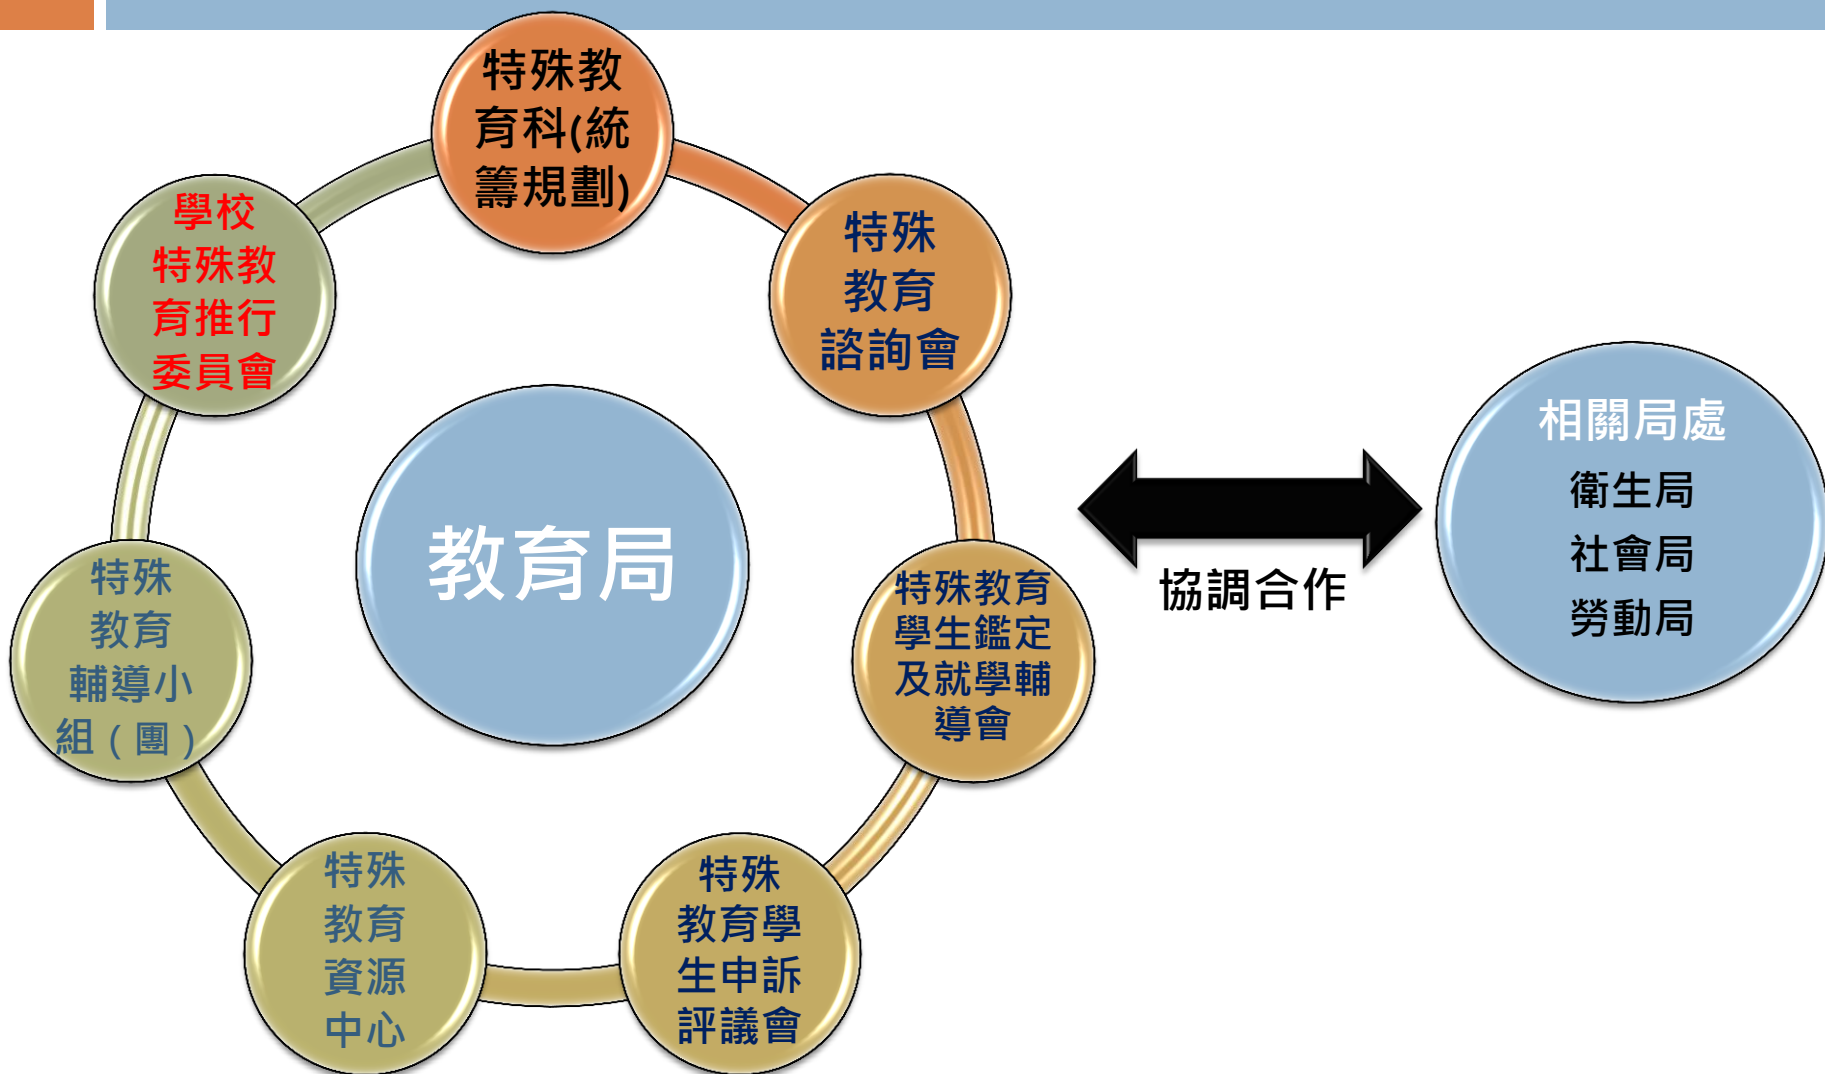 特殊教
育科(統
籌規劃)
特殊
教育
諮詢會
特殊教育
學生鑑定
及就學輔
導會
特殊
教育學
生申訴
評議會
特殊
教育
資源
中心
特殊
教育
輔導小
組（團）
學校
特殊教
育推行
委員會
教育局
協調合作
相關局處
衛生局
社會局
勞動局